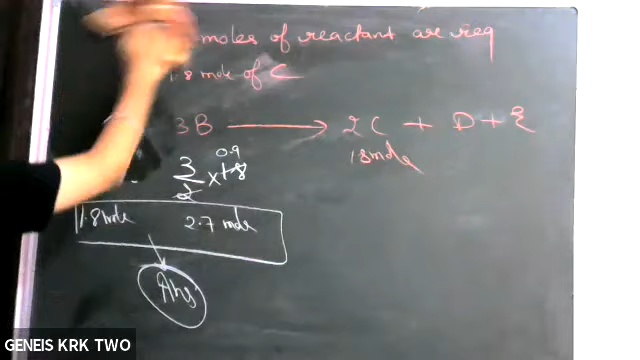 moles of reactant are req
1.8 mole of C
3B ⟶ 2C + D + E
1.8 mole
3/2 × 1.8 0.9
1.8 mole 2.7 mole
Ans
GENEIS KRK TWO